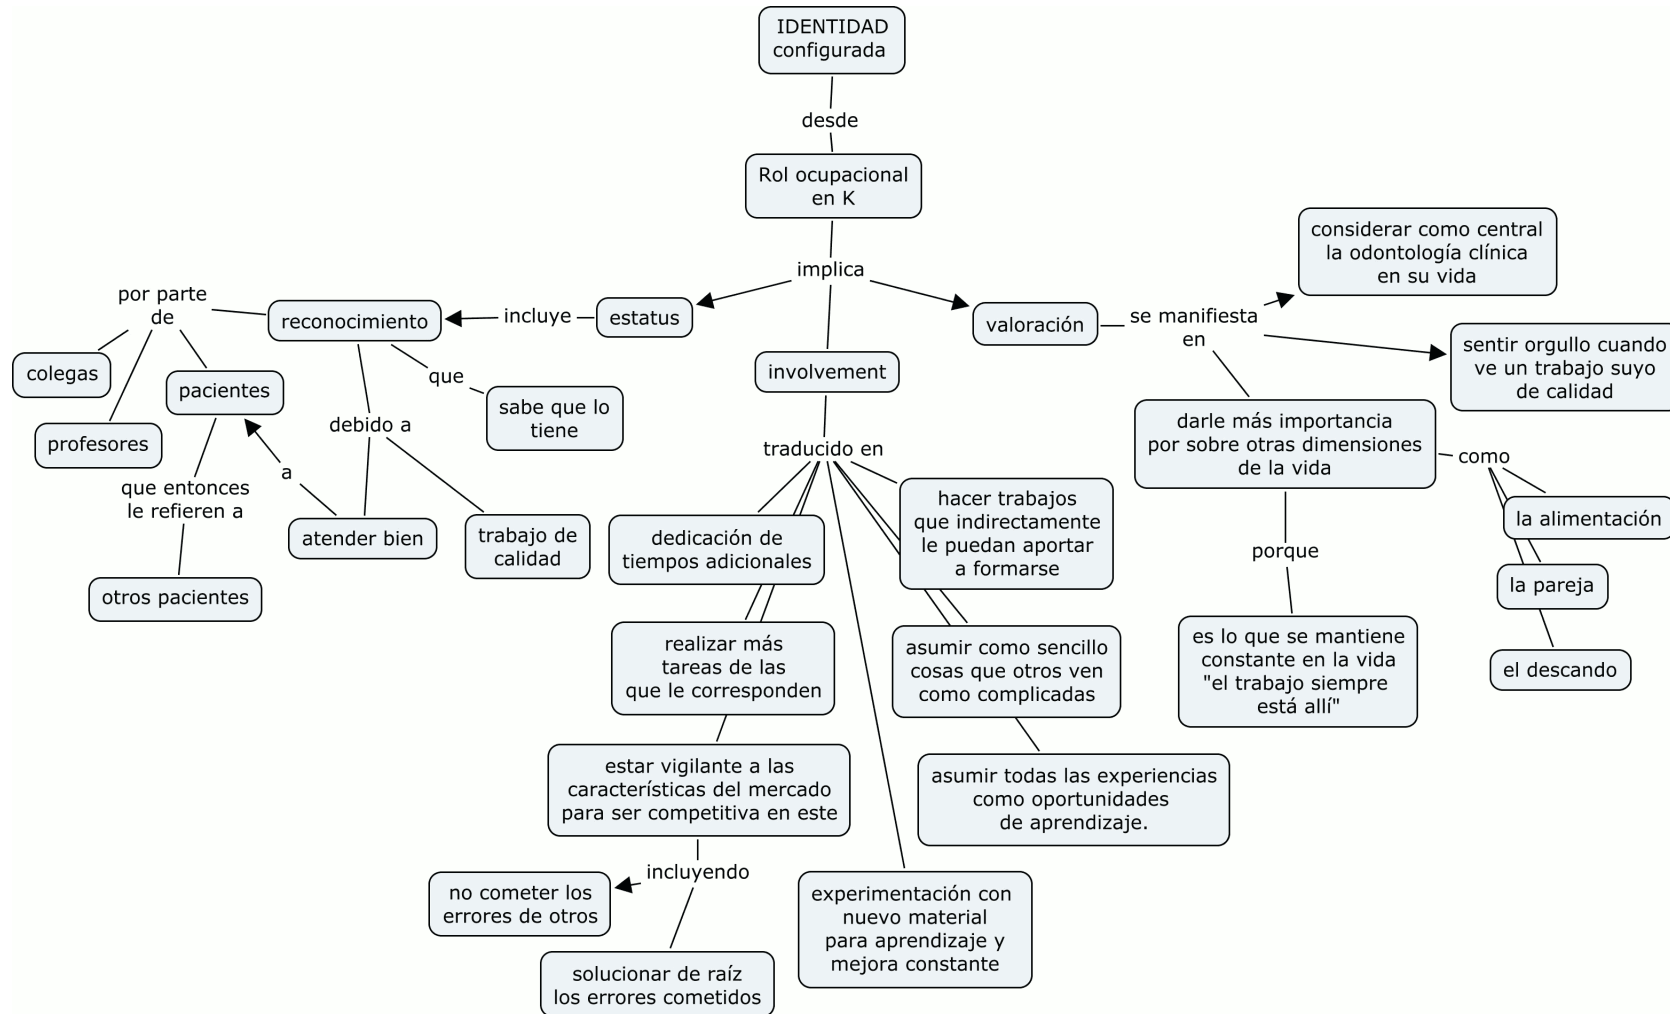 IDENTIDAD
configurada
desde
Rol ocupacional
en K
implica
estatus
incluye
reconocimiento
por parte
de
colegas
profesores
pacientes
que entonces
le refieren a
otros pacientes
a
debido a
atender bien
trabajo de
calidad
que
sabe que lo
tiene
involvement
traducido en
dedicación de
tiempos adicionales
realizar más
tareas de las
que le corresponden
estar vigilante a las
características del mercado
para ser competitiva en este
incluyendo
no cometer los
errores de otros
solucionar de raíz
los errores cometidos
experimentación con
nuevo material
para aprendizaje y
mejora constante
hacer trabajos
que indirectamente
le puedan aportar
a formarse
asumir como sencillo
cosas que otros ven
como complicadas
asumir todas las experiencias
como oportunidades
de aprendizaje.
valoración
se manifiesta
en
considerar como central
la odontología clínica
en su vida
sentir orgullo cuando
ve un trabajo suyo
de calidad
darle más importancia
por sobre otras dimensiones
de la vida
como
la alimentación
la pareja
el descando
porque
es lo que se mantiene
constante en la vida
"el trabajo siempre
está allí"